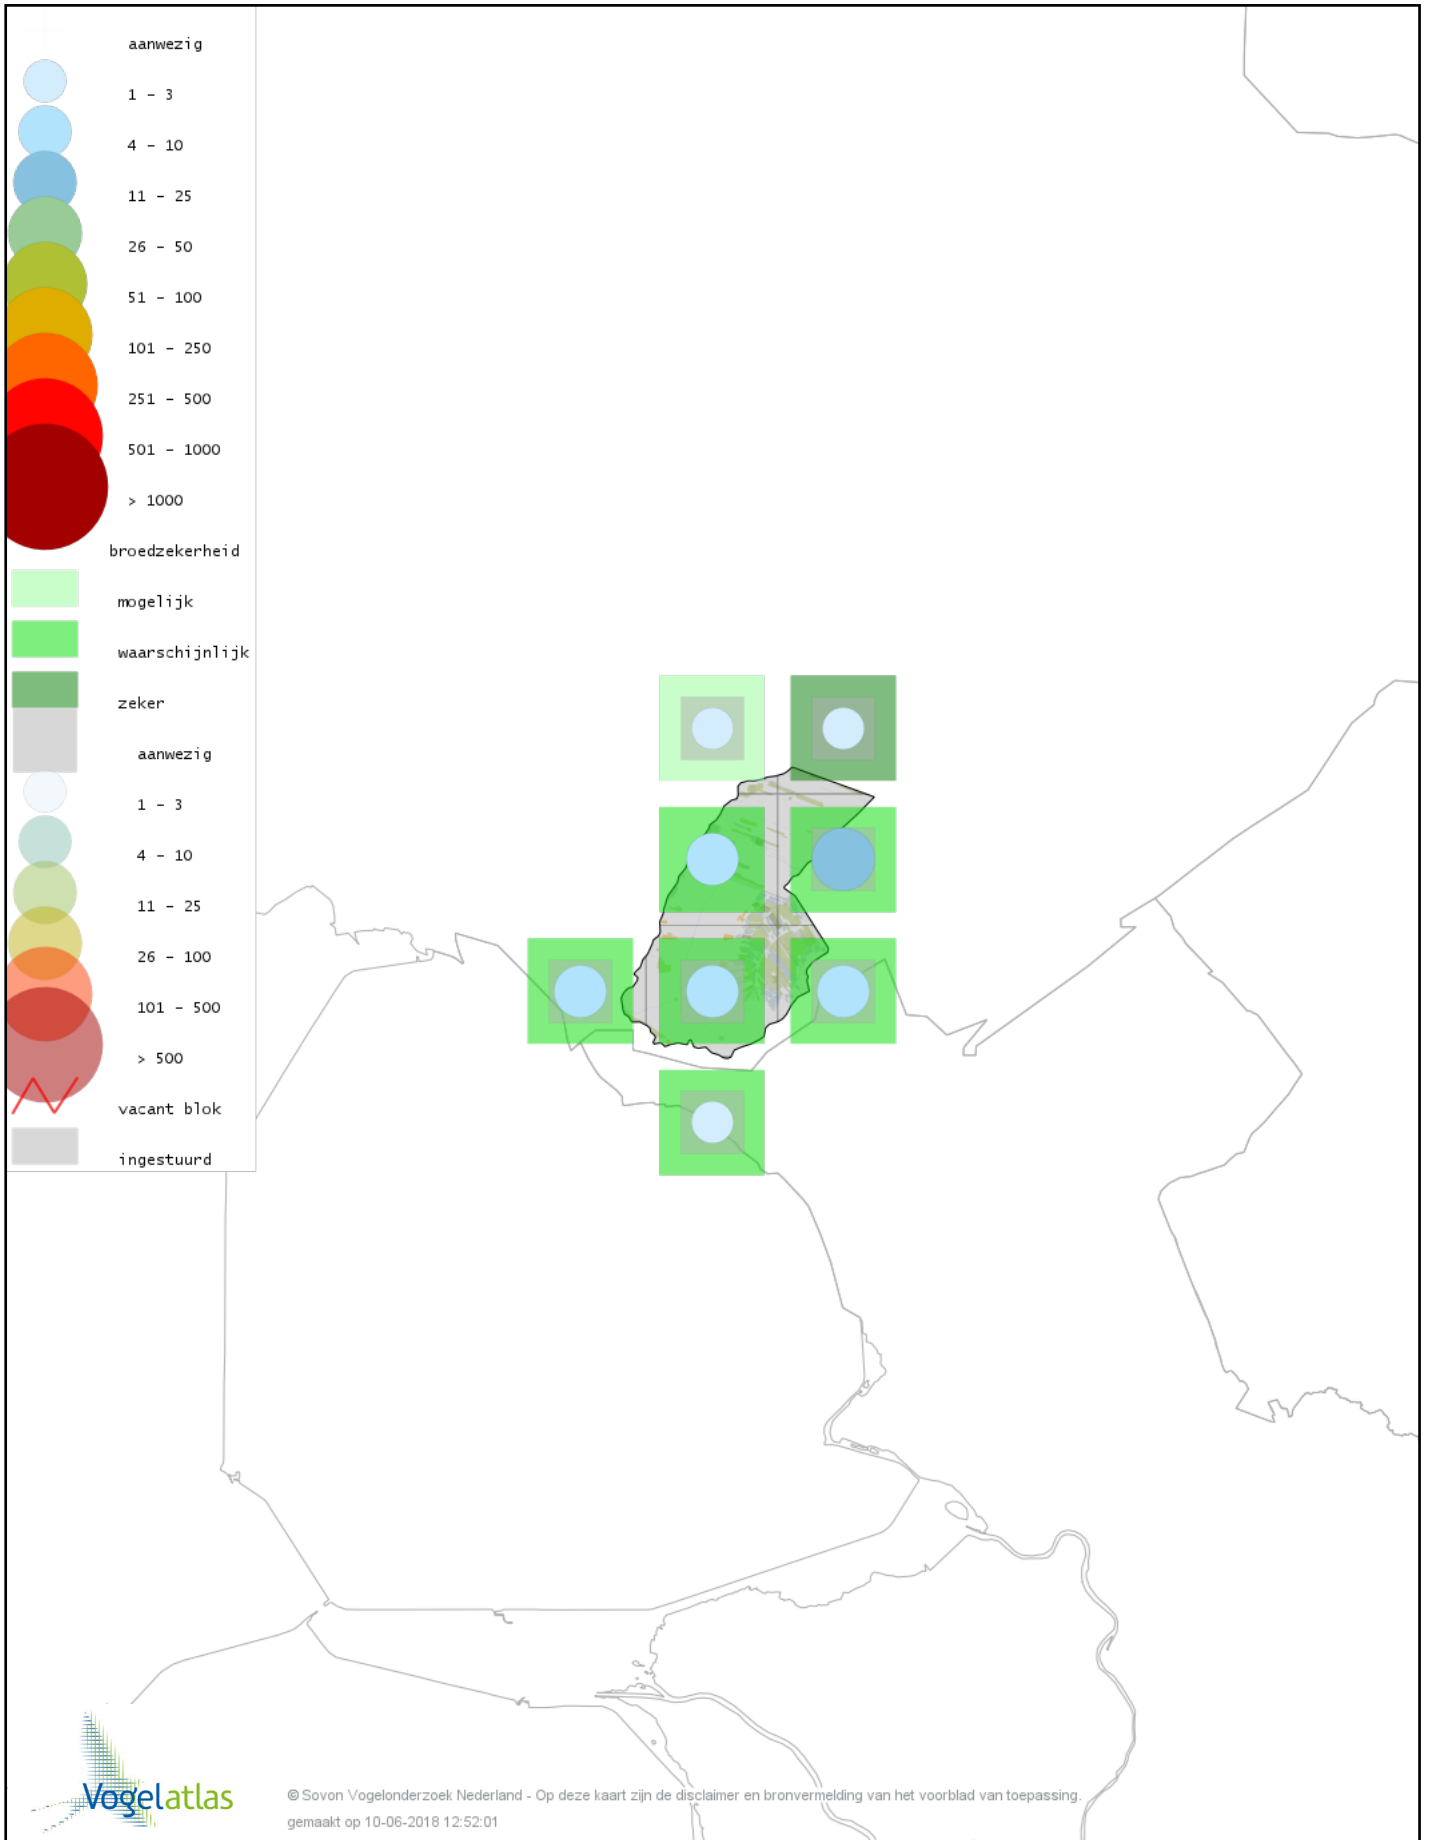 aanwezig
1 - 3
4 - 10
11 - 25
26 - 50
51 - 100
101 - 250
251 - 500
501 - 1000
> 1000
broedzekerheid
mogelijk
waarschijnlijk
zeker
aanwezig
1 - 3
4 - 10
11 - 25
26 - 100
101 - 500
> 500
vacant blok
ingestuurd
Vogelatlas
© Sovon Vogelonderzoek Nederland - Op deze kaart zijn de disclaimer en bronvermelding van het voorblad van toepassing.
gemaakt op 10-06-2018 12:52:01